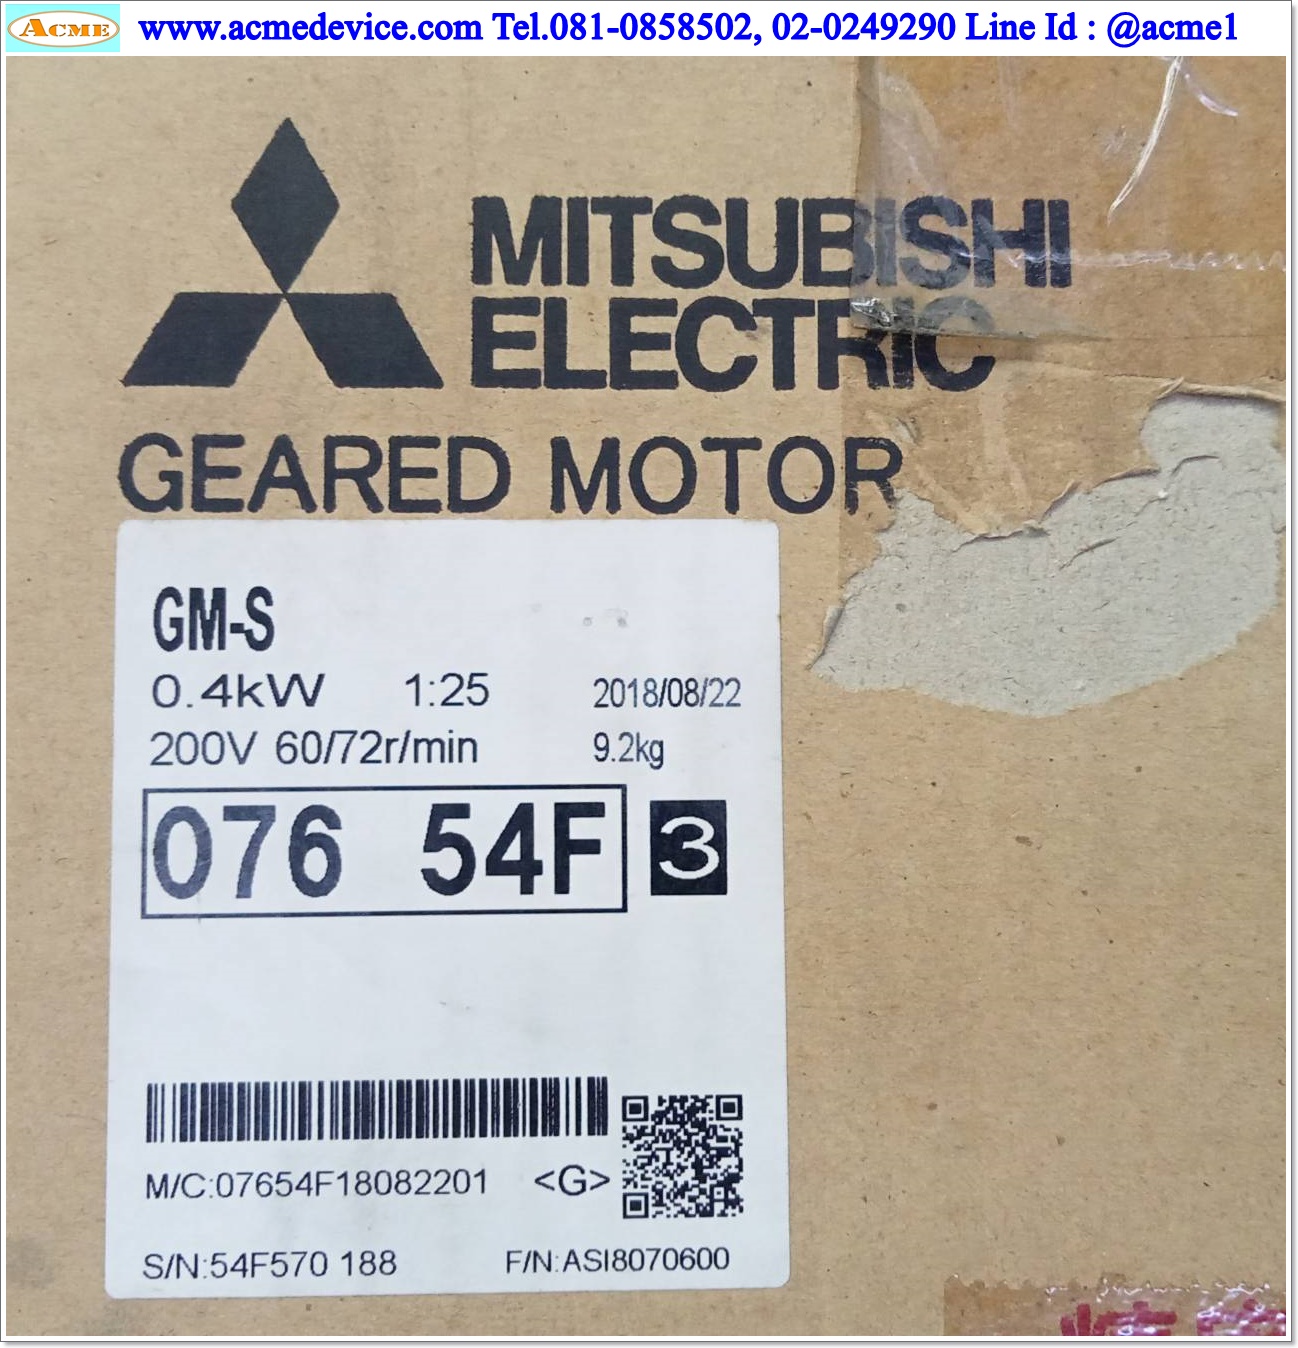 ACME www.acmedevice.com Tel.081-0858502, 02-0249290 Line Id : @acme1
MITSUBISHI
ELECTRIC
GEARED MOTOR
GM-S
0.4kW 1:25 2018/08/22
200V 60/72r/min 9.2kg
076 54F 3
M/C:07654F18082201 <G>
S/N:54F570 188 F/N:ASI8070600